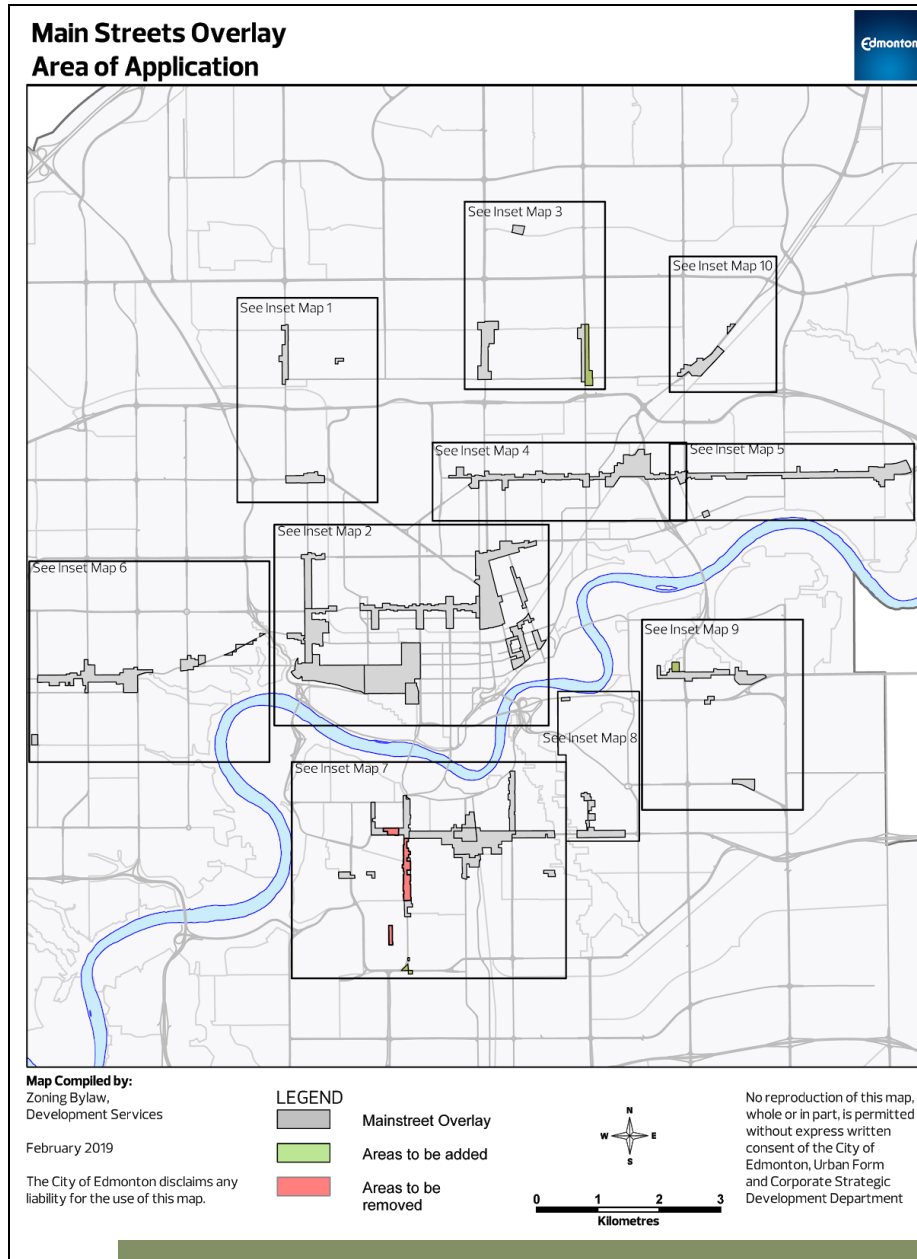 Main Streets Overlay
Area of Application
Edmonton
See Inset Map 3
See Inset Map 10
See Inset Map 1
See Inset Map 4
See Inset Map 5
See Inset Map 2
See Inset Map 6
See Inset Map 9
See Inset Map 8
See Inset Map 7
Map Compiled by:
Zoning Bylaw,
Development Services
February 2019
The City of Edmonton disclaims any
liability for the use of this map.
LEGEND
Mainstreet Overlay
Areas to be added
Areas to be
removed
N
W E
S
0 1 2 3
Kilometres
No reproduction of this map,
whole or in part, is permitted
without express written
consent of the City of
Edmonton, Urban Form
and Corporate Strategic
Development Department